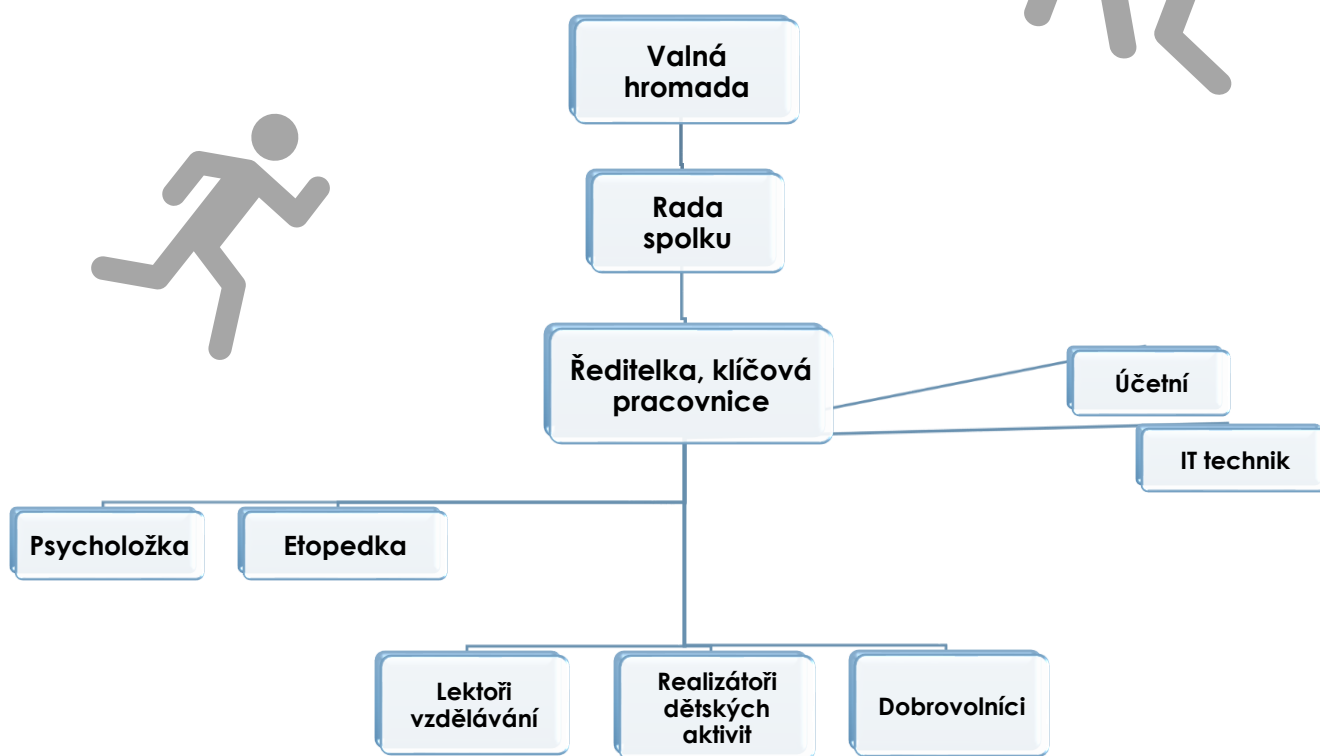 Valná
hromada
Rada
spolku
Ředitelka, klíčová
pracovnice
Účetní
IT technik
Psycholožka
Etopedka
Lektoři
vzdělávání
Realizátoři
dětských
aktivit
Dobrovolníci